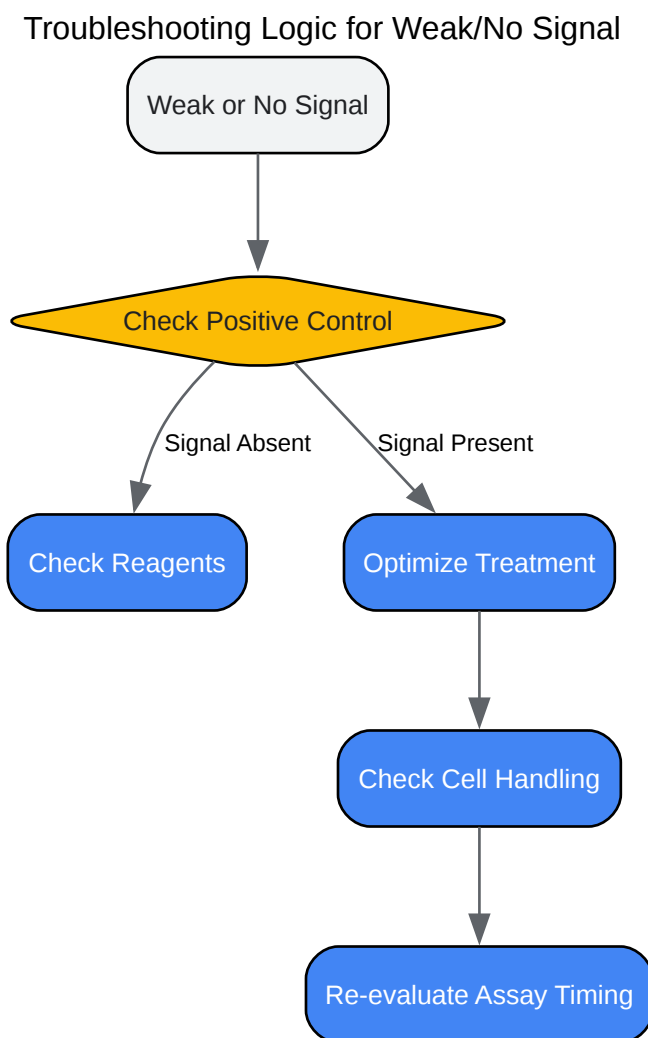 Troubleshooting Logic for Weak/No Signal
Weak or No Signal
Check Positive Control
Signal Absent
Signal Present
Check Reagents
Optimize Treatment
Check Cell Handling
Re-evaluate Assay Timing